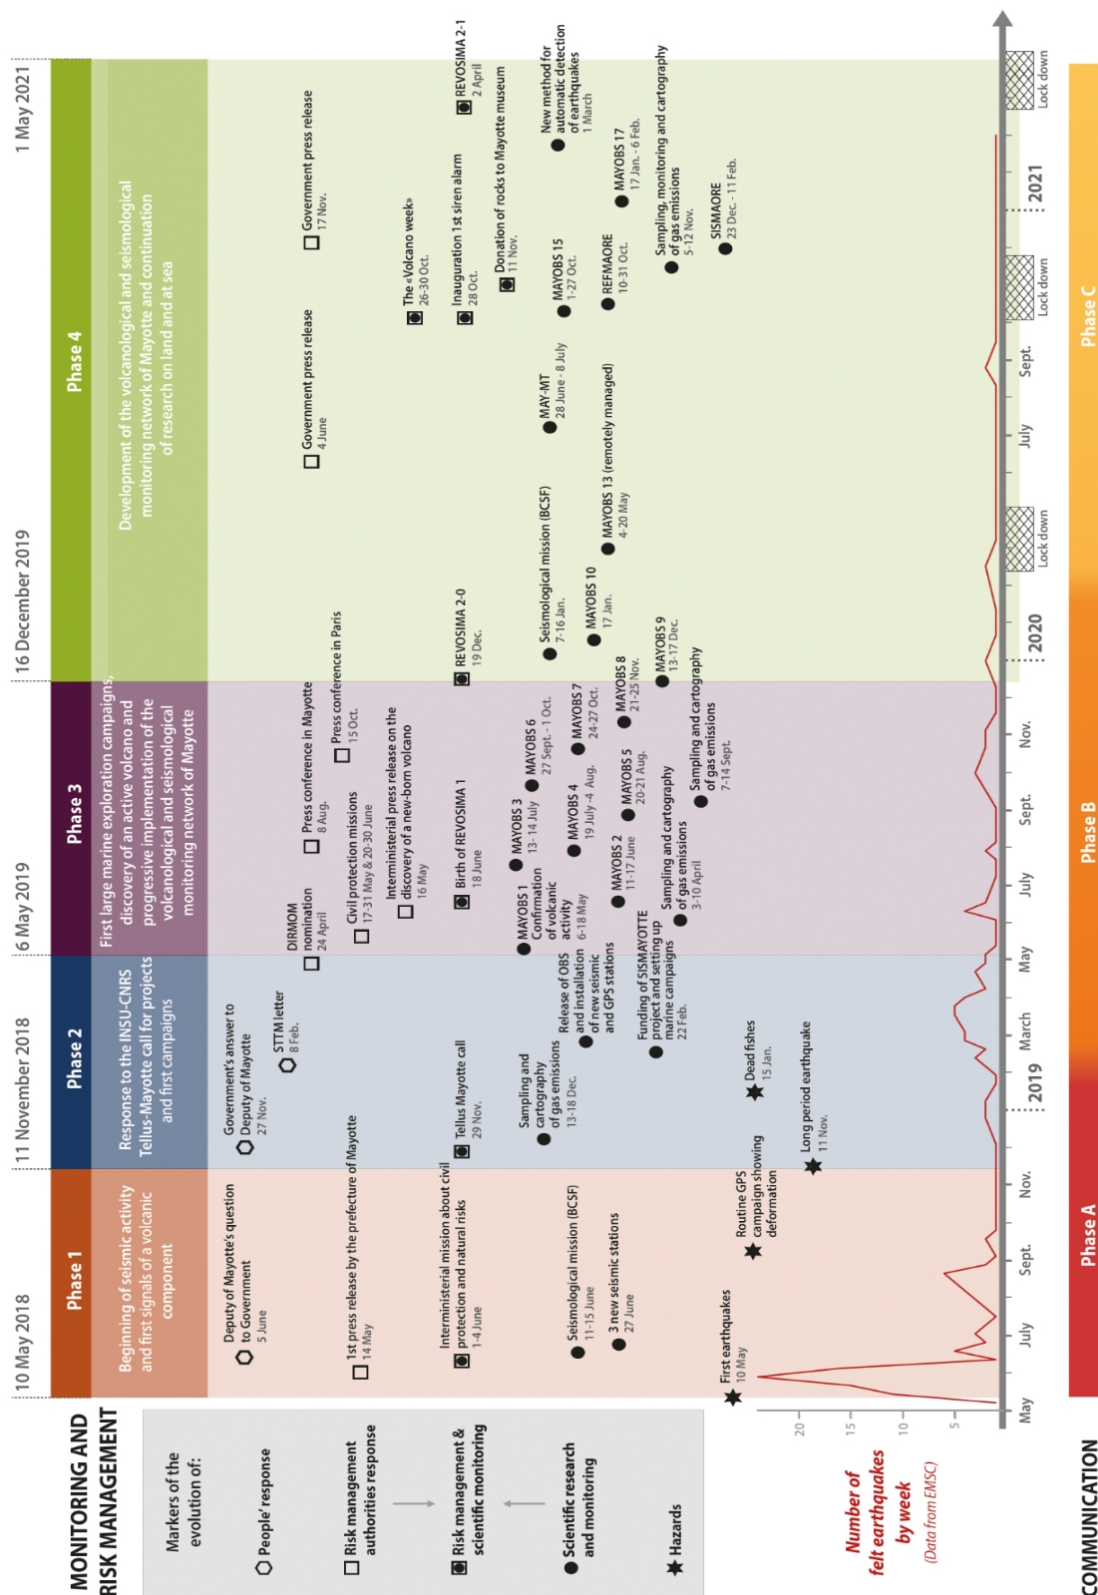 10 May 2018
11 November 2018
6 May 2019
16 December 2019
1 May 2021
MONITORING AND
RISK MANAGEMENT
Phase 1
Phase 2
Phase 3
Phase 4
Beginning of seismic activity
and first signals of a volcanic
component
Response to the INSU-CNRS
Tellus-Mayotte call for projects
and first campaigns
First large marine exploration campaigns,
discovery of an active volcano and
progressive implementation of the
volcanological and seismological
monitoring network of Mayotte
Development of the volcanological and seismological
monitoring network of Mayotte and continuation
of research on land and at sea
Markers of the
evolution of:
People' response
Risk management
authorities response
Risk management &
scientific monitoring
Scientific research
and monitoring
Hazards
Deputy of Mayotte's question
to Government
5 June
1st press release by the prefecture of Mayotte
14 May
Interministerial mission about civil
protection and natural risks
1-4 June
Seismological mission (BCSF)
11-15 June
3 new seismic stations
27 June
First earthquakes
10 May
Routine GPS
campaign showing
deformation
Government's answer to
Deputy of Mayotte
27 Nov.
STTM letter
8 Feb.
Tellus Mayotte call
29 Nov.
Sampling and
cartography
of gas emissions
13-18 Dec.
Release of OBS
and installation
of new seismic
and GPS stations
Funding of SISMAYOTTE
project and setting up
marine campaigns
22 Feb.
Dead fishes
15 Jan.
Long period earthquake
11 Nov.
DIRMOM
nomination
24 April
Press conference in Mayotte
8 Aug.
Press conference in Paris
15 Oct.
Civil protection missions
17-31 May & 20-30 June
Interministerial press release on the
discovery of a new-born volcano
16 May
Birth of REVOSIMA 1
18 June
MAYOBS 1
Confirmation
of volcanic
activity
6-18 May
MAYOBS 3
13- 14 July
MAYOBS 6
27 Sept. - 1 Oct.
MAYOBS 4
19 July -4 Aug.
MAYOBS 7
24-27 Oct.
MAYOBS 2
11-17 June
MAYOBS 5
20-21 Aug.
MAYOBS 8
21-25 Nov.
Sampling and cartography
of gas emissions
3-10 April
MAYOBS 9
13-17 Dec.
Sampling and cartography
of gas emissions
7-14 Sept.
Government press release
4 June
Government press release
17 Nov.
The «Volcano week»
26-30 Oct.
REVOSIMA 2-0
19 Dec.
Inauguration 1st siren alarm
28 Oct.
REVOSIMA 2-1
2 April
Donation of rocks to Mayotte museum
11 Nov.
Seismological mission (BCSF)
7-16 Jan.
MAY-MT
28 June - 8 July
MAYOBS 15
1-27 Oct.
New method for
automatic detection
of earthquakes
1 March
MAYOBS 10
17 Jan.
MAYOBS 13 (remotely managed)
4-20 May
REFMAORE
10-31 Oct.
MAYOBS 17
17 Jan. - 6 Feb.
Sampling, monitoring and cartography
of gas emissions
5-12 Nov.
SISMAORE
23 Dec. - 11 Feb.
Number of
felt earthquakes
by week
(Data from EMSC)
20
15
10
5
May
July
Sept.
Nov.
2019
March
May
July
Sept.
Nov.
2020
Lock down
July
Sept.
Lock down
2021
Lock down
COMMUNICATION
Phase A
Phase B
Phase C